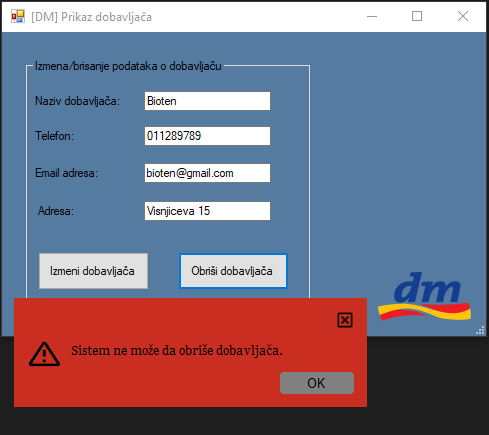 [DM] Prikaz dobavljača
Izmena/brisanje podataka o dobavljaču
Naziv dobavljača: Bioten
Telefon: 011289789
Email adresa: bioten@gmail.com
Adresa: Visnjiceva 15
Izmeni dobavljača Obriši dobavljača
dm
Sistem ne može da obriše dobavljača.
OK